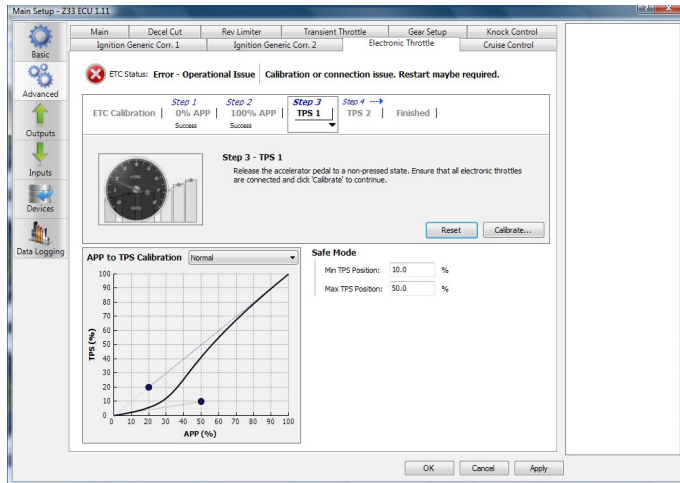 Main Setup - Z33 ECU 1.11
Main
Decel Cut
Rev Limiter
Transient Throttle
Gear Setup
Knock Control
Ignition Generic Corr. 1
Ignition Generic Corr. 2
Electronic Throttle
Cruise Control
Basic
Advanced
Outputs
Inputs
Devices
Data Logging
ETC Status: Error - Operational Issue
Calibration or connection issue. Restart maybe required.
ETC Calibration
Step 1
0% APP
Success
Step 2
100% APP
Success
Step 3
TPS 1
Step 4 --->
TPS 2
Finished
Step 3 - TPS 1
Release the accelerator pedal to a non-pressed state. Ensure that all electronic throttles
are connected and click 'Calibrate' to contrinue.
Reset
Calibrate...
APP to TPS Calibration
Normal
TPS (%)
100
90
80
70
60
50
40
30
20
10
0
0 10 20 30 40 50 60 70 80 90 100
APP (%)
Safe Mode
Min TPS Position: 10.0 %
Max TPS Position: 50.0 %
OK
Cancel
Apply